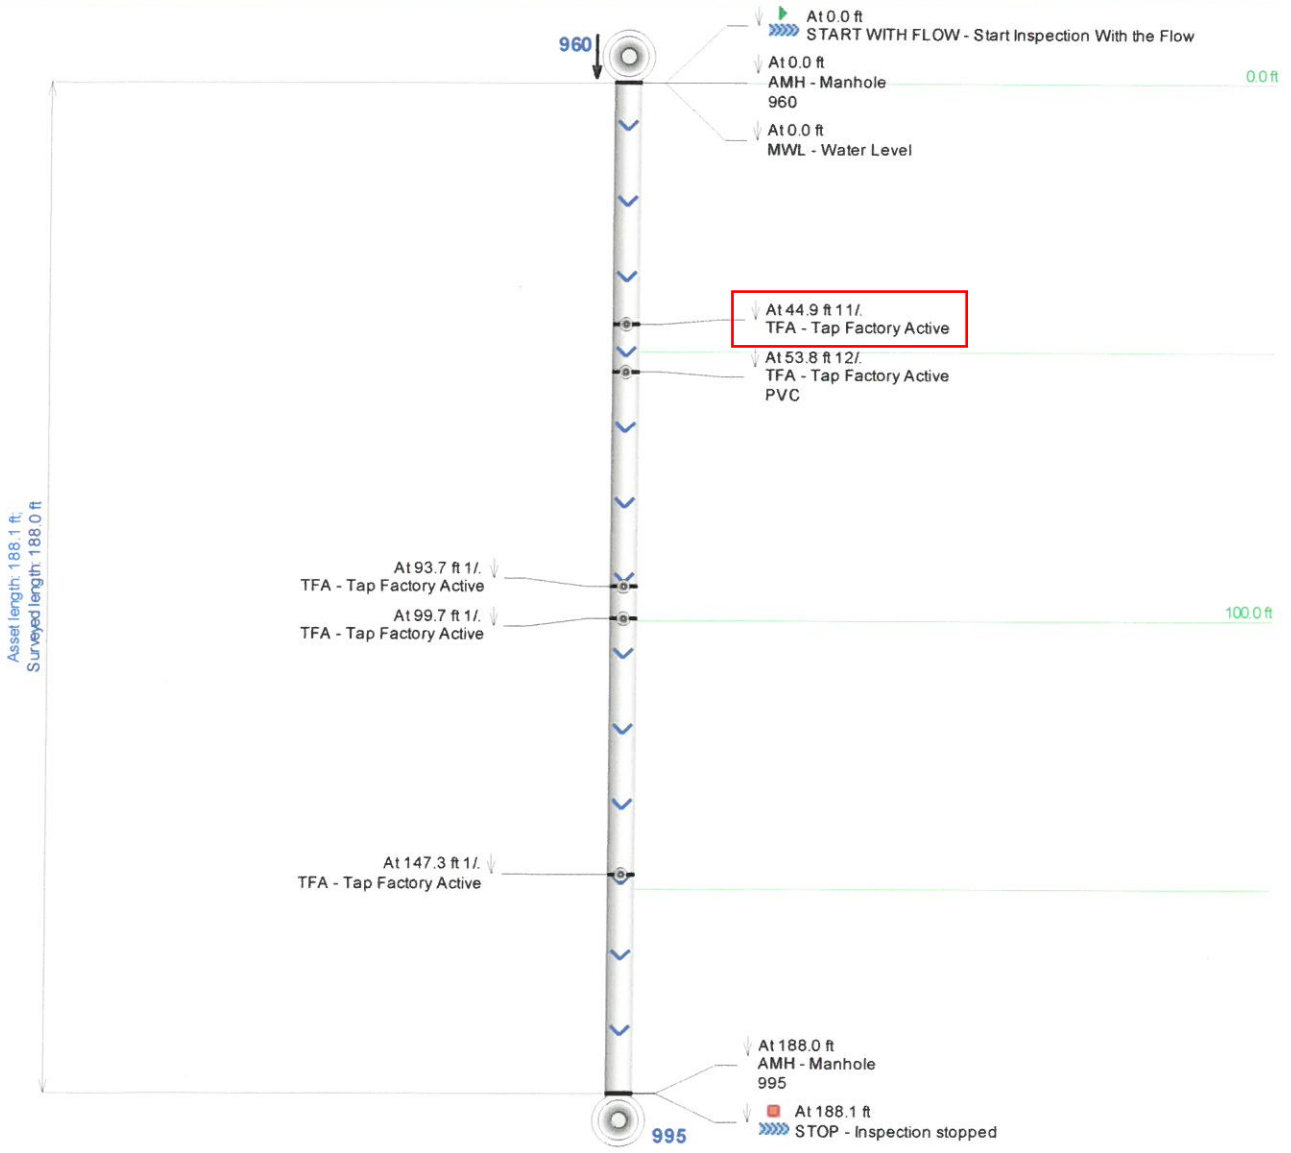 960
At 0.0 ft
START WITH FLOW - Start Inspection With the Flow
At 0.0 ft
AMH - Manhole
960
0.0 ft
At 0.0 ft
MWL - Water Level
At 44.9 ft 11/.
TFA - Tap Factory Active
At 53.8 ft 12/.
TFA - Tap Factory Active
PVC
Asset length: 188.1 ft;
Surveyed length: 188.0 ft
At 93.7 ft 1/.
TFA - Tap Factory Active
At 99.7 ft 1/.
TFA - Tap Factory Active
100.0 ft
At 147.3 ft 1/.
TFA - Tap Factory Active
At 188.0 ft
AMH - Manhole
995
At 188.1 ft
STOP - Inspection stopped
995